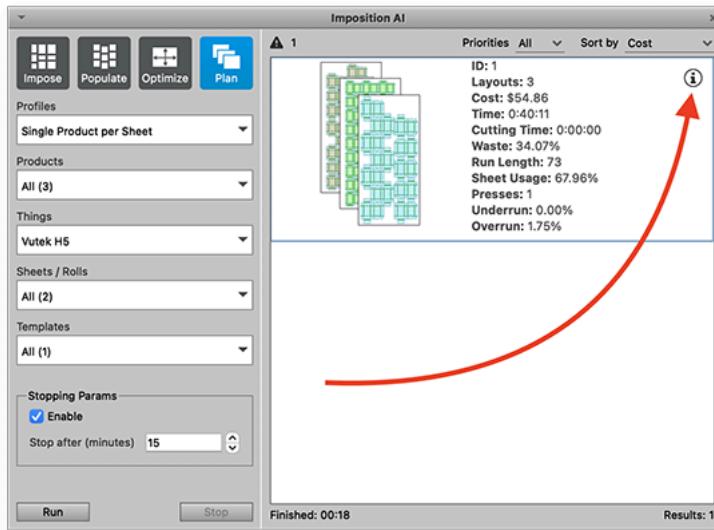 Imposition AI
Impose Populate Optimize Plan
Profiles
Single Product per Sheet
Products
All (3)
Things
Vutek H5
Sheets / Rolls
All (2)
Templates
All (1)
Stopping Params
Enable
Stop after (minutes) 15
Run Stop
1 Priorities All Sort by Cost
ID: 1
Layouts: 3
Cost: $54.86
Time: 0:40:11
Cutting Time: 0:00:00
Waste: 34.07%
Run Length: 73
Sheet Usage: 67.96%
Presses: 1
Underrun: 0.00%
Overrun: 1.75%
Finished: 00:18 Results: 1